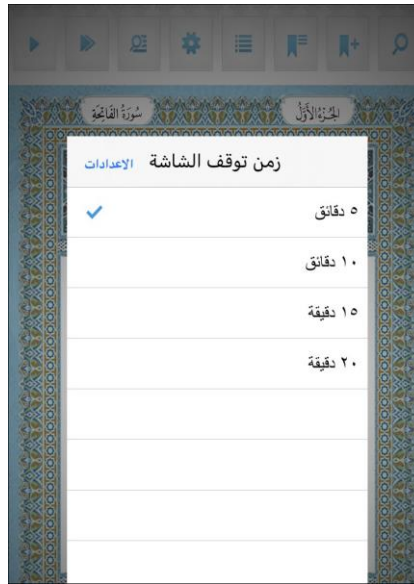 الجُزْءُ الأَوَّلُ سُورَةُ الفَاتِحَةِ
زمن توقف الشاشة الاعدادات
٥ دقائق
١٠ دقائق
١٥ دقيقة
٢٠ دقيقة